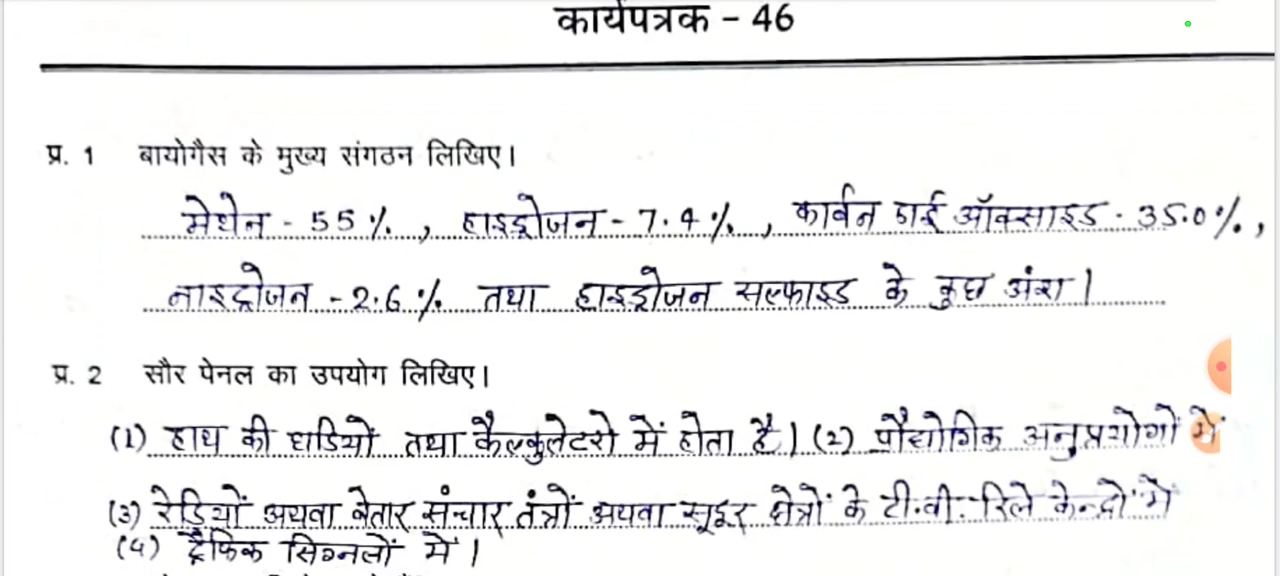 कार्यपत्रक - 46
प्र. 1 बायोगैस के मुख्य संगठन लिखिए।
मेथेन - 55 %, हाइड्रोजन - 7.4 %, कार्बन डाई ऑक्साइड - 35.0 %,
नाइट्रोजन - 2.6 % तथा हाइड्रोजन सल्फाइड के कुछ अंश।
प्र. 2 सौर पेनल का उपयोग लिखिए।
(1) हाथ की घडियों तथा कैल्कुलेटरो में होता है। (2) प्रौद्योगिक अनुप्रयोगों में
(3) रेडियों अथवा बेतार संचार तंत्रों अथवा सूदूर क्षेत्रों के टी.वी. रिले केन्द्रों में
(4) ट्रैफिक सिग्नलों में।